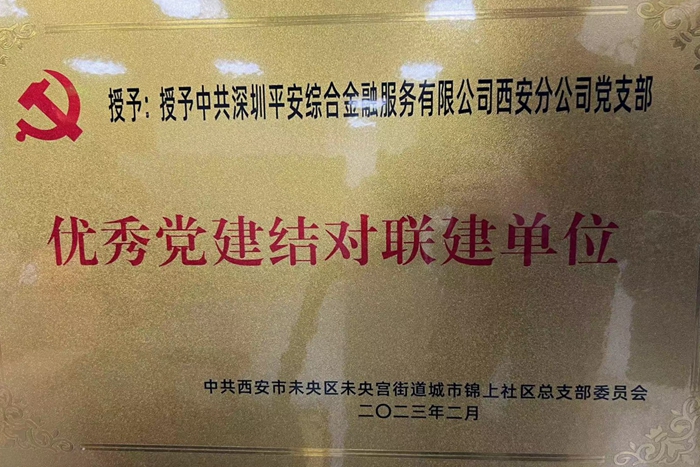 授予：授予中共深圳平安综合金融服务有限公司西安分公司党支部
优秀党建结对联建单位
中共西安市未央区未央宫街道城市锦上社区总支部委员会
二〇二三年二月